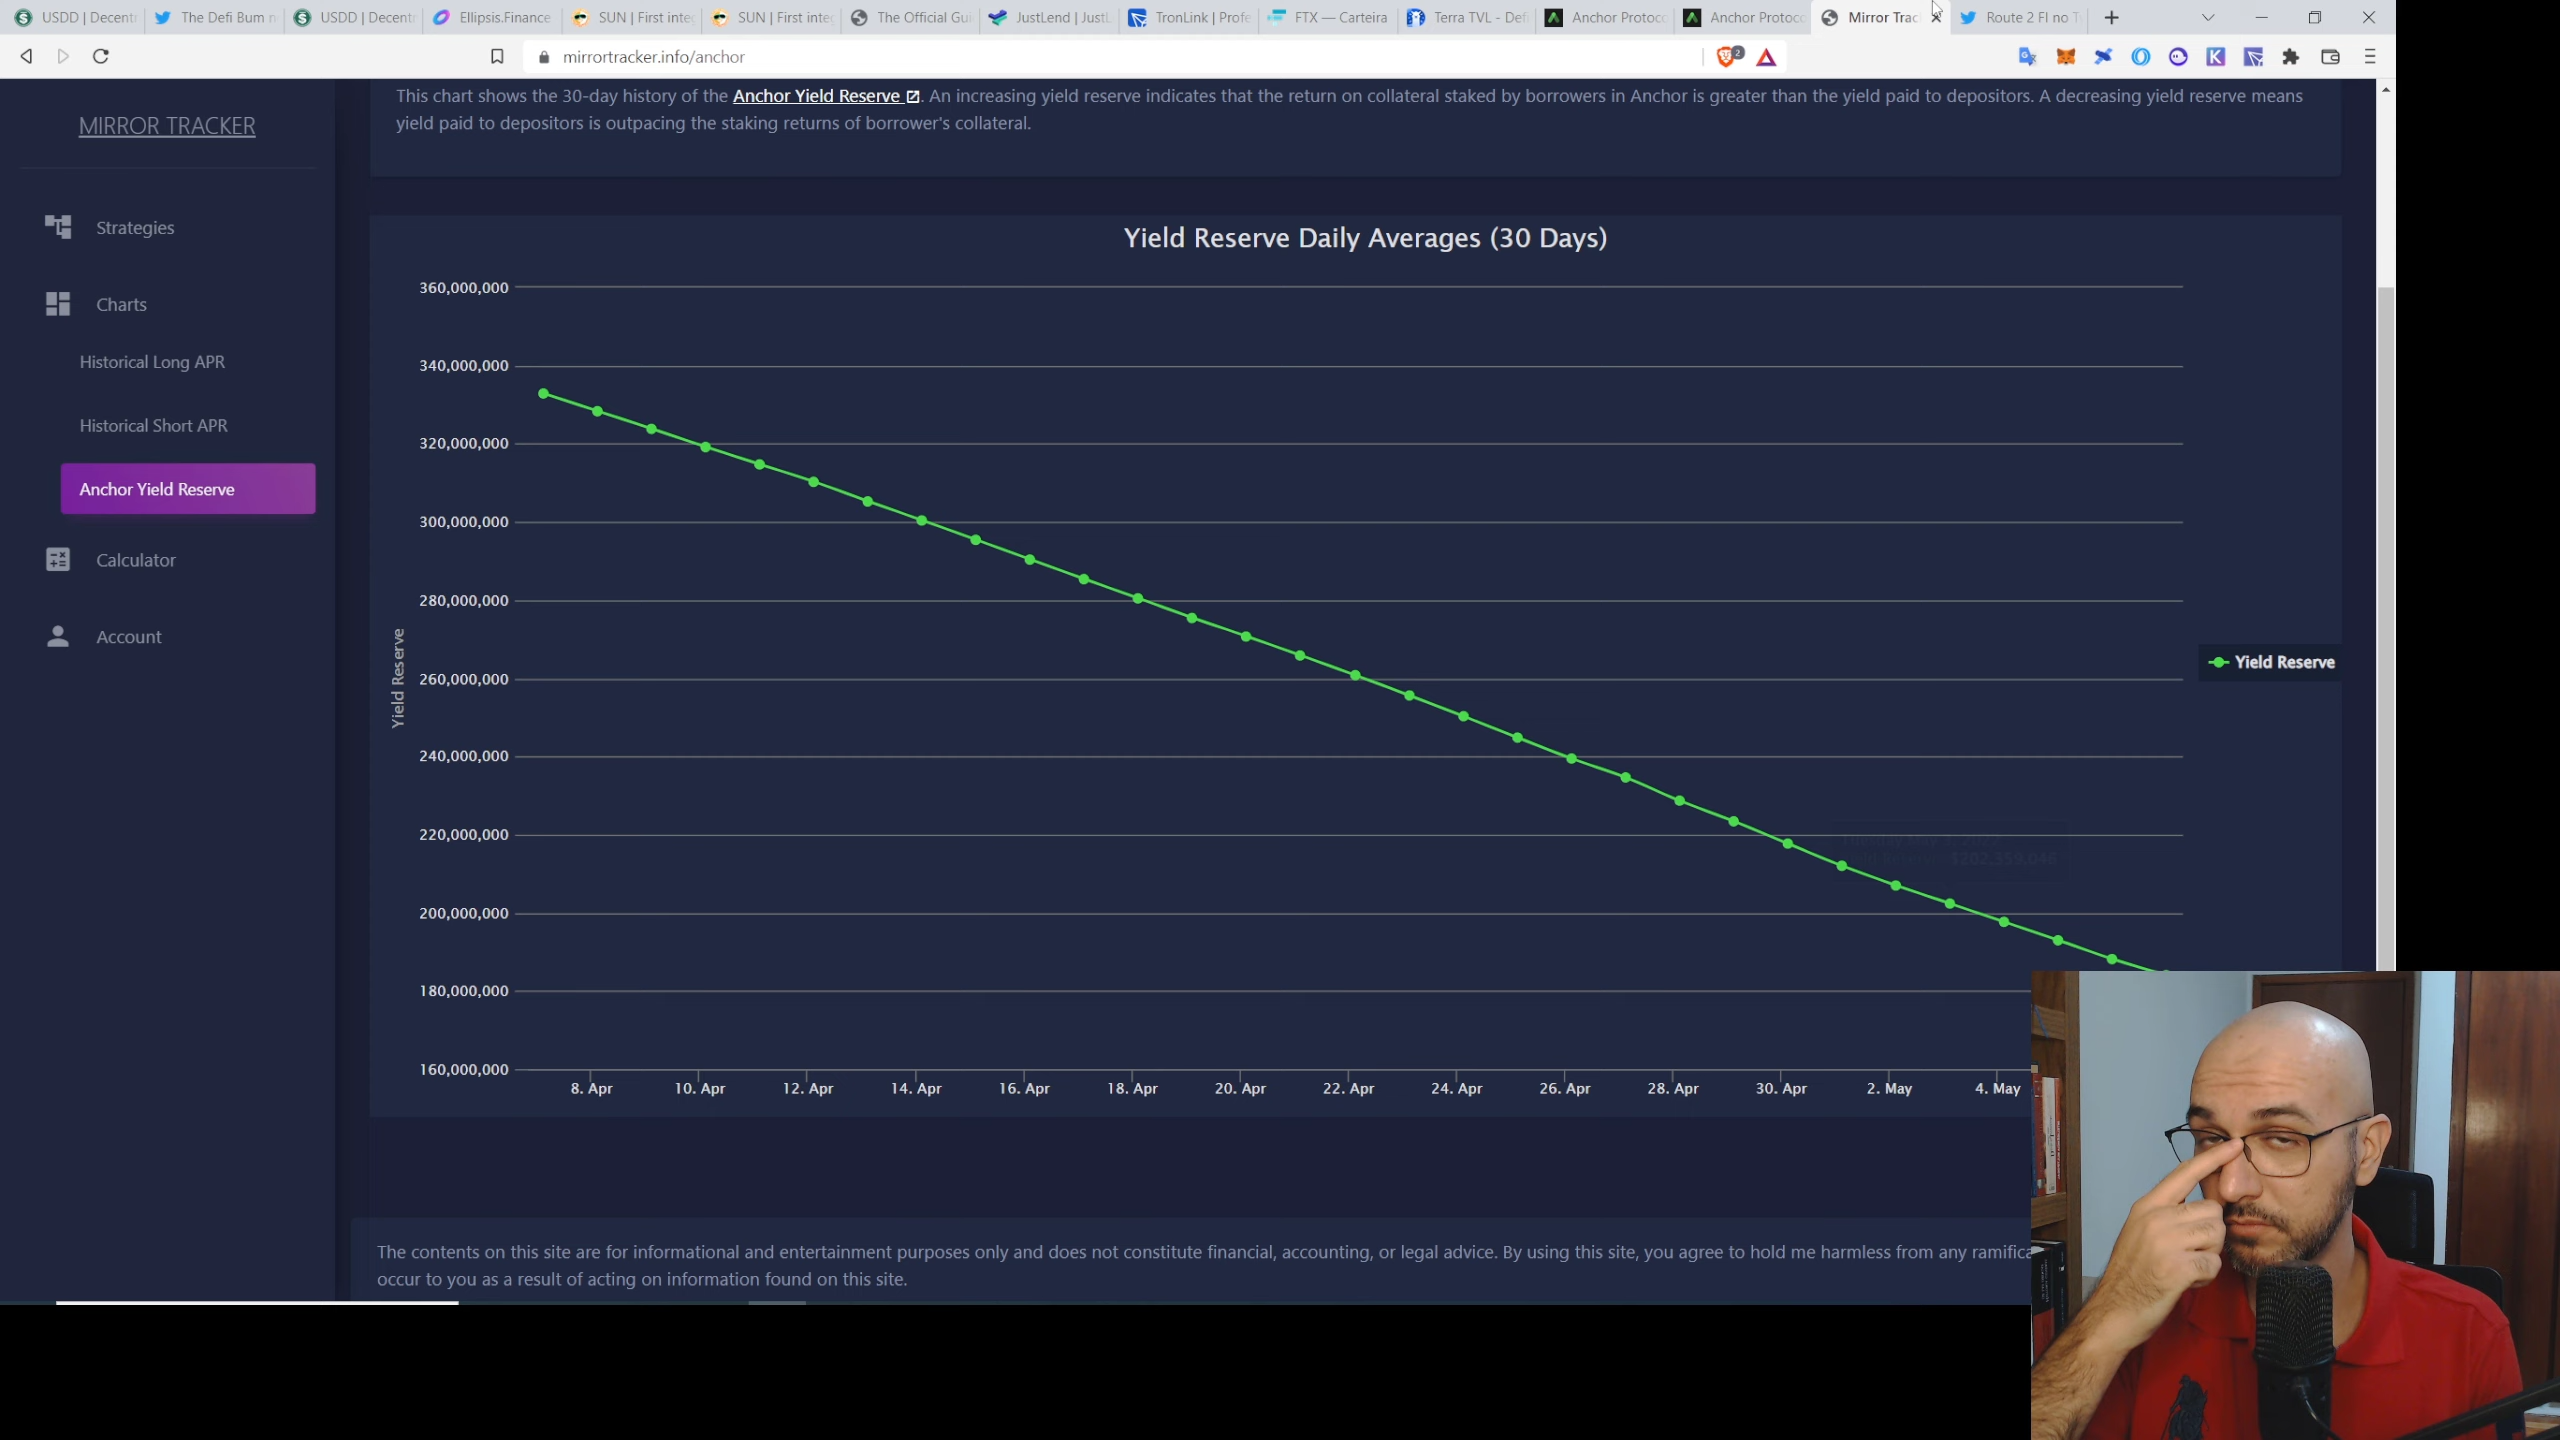 USDD | Decent
The Defi Bum n
USDD | Decent
Ellipsis.Finance
SUN | First inte
SUN | First inte
The Official Gui
JustLend | JustL
TronLink | Profe
FTX — Carteira
Terra TVL - Defi
Anchor Protoco
Anchor Protoco
Mirror Trac
Route 2 FI no T
mirrortracker.info/anchor
2
MIRROR TRACKER
Strategies
Charts
Historical Long APR
Historical Short APR
Anchor Yield Reserve
Calculator
Account
This chart shows the 30-day history of the Anchor Yield Reserve. An increasing yield reserve indicates that the return on collateral staked by borrowers in Anchor is greater than the yield paid to depositors. A decreasing yield reserve means
yield paid to depositors is outpacing the staking returns of borrower's collateral.
Yield Reserve Daily Averages (30 Days)
360,000,000
340,000,000
320,000,000
300,000,000
280,000,000
260,000,000
240,000,000
220,000,000
200,000,000
180,000,000
160,000,000
Yield Reserve
Yield Reserve
8. Apr
10. Apr
12. Apr
14. Apr
16. Apr
18. Apr
20. Apr
22. Apr
24. Apr
26. Apr
28. Apr
30. Apr
2. May
4. May
The contents on this site are for informational and entertainment purposes only and does not constitute financial, accounting, or legal advice. By using this site, you agree to hold me harmless from any ramifica
occur to you as a result of acting on information found on this site.